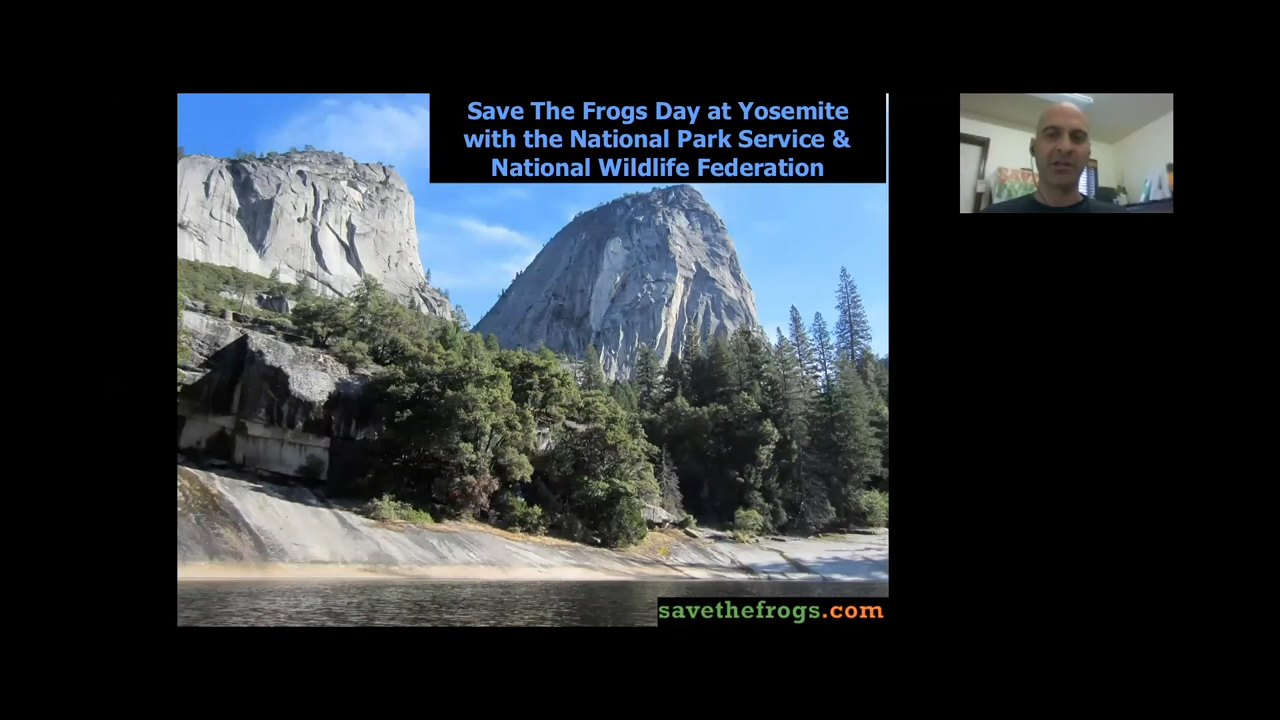 Save The Frogs Day at Yosemite
with the National Park Service &
National Wildlife Federation
savethefrogs.com